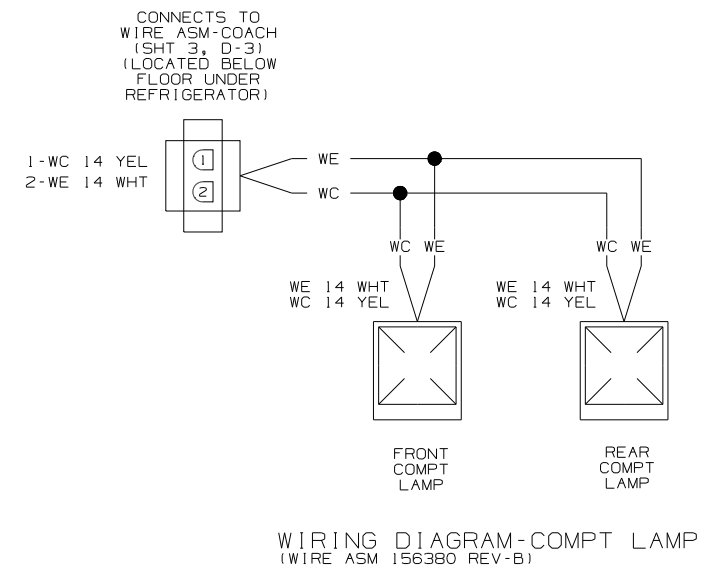 CONNECTS TO
WIRE ASM-COACH
(SHT 3, D-3)
(LOCATED BELOW
FLOOR UNDER
REFRIGERATOR)
1-WC 14 YEL
2-WE 14 WHT
1
2
WE
WC
WC WE
WC WE
WE 14 WHT
WC 14 YEL
WE 14 WHT
WC 14 YEL
FRONT
COMPT
LAMP
REAR
COMPT
LAMP
WIRING DIAGRAM-COMPT LAMP
(WIRE ASM 156380 REV-B)